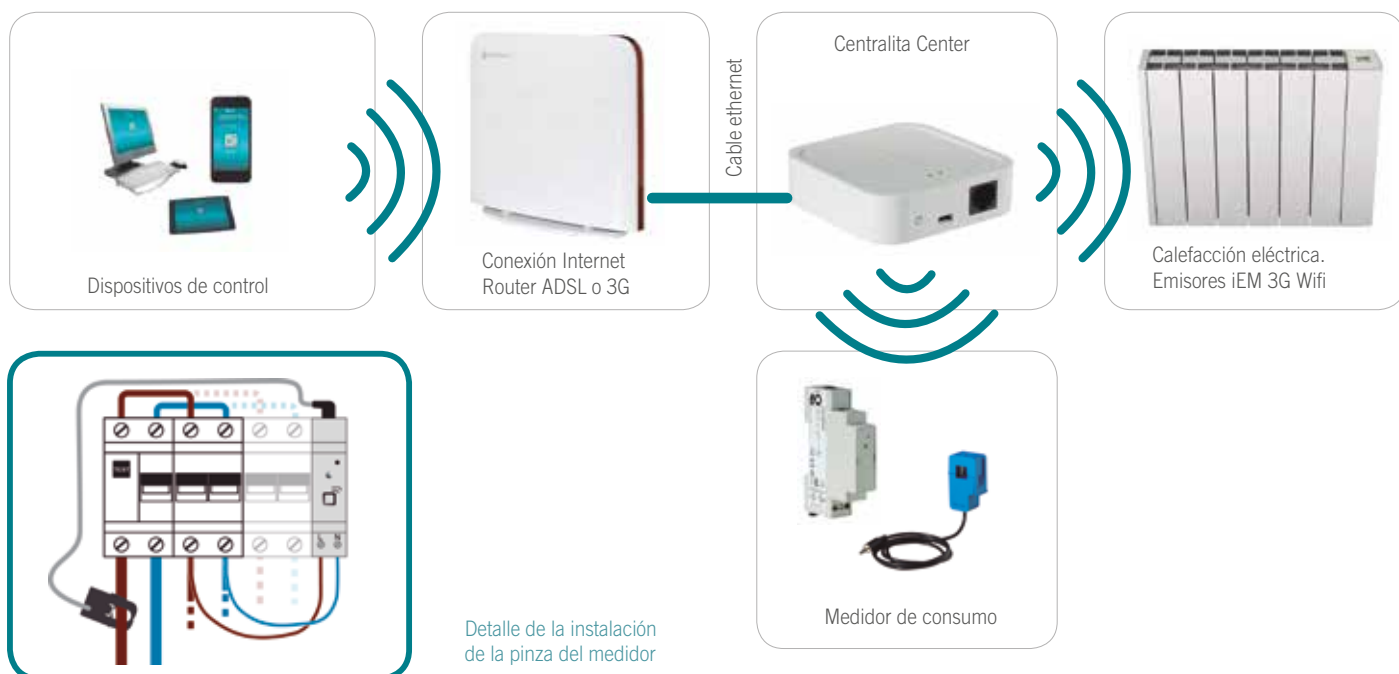 Dispositivos de control
Conexión Internet
Router ADSL o 3G
Cable ethernet
Centralita Center
Calefacción eléctrica.
Emisores iEM 3G Wifi
Medidor de consumo
Detalle de la instalación
de la pinza del medidor